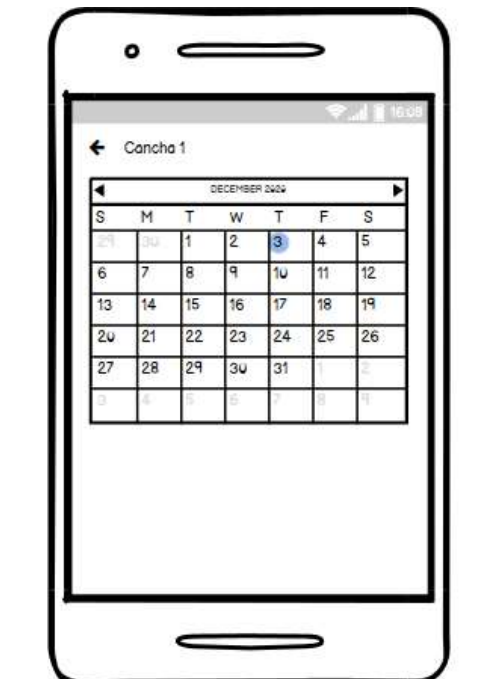 16:09
Cancha 1
DECEMBER 2020
S M T W T F S
29 30 1 2 3 4 5
6 7 8 9 10 11 12
13 14 15 16 17 18 19
20 21 22 23 24 25 26
27 28 29 30 31 1 2
3 4 5 6 7 8 9